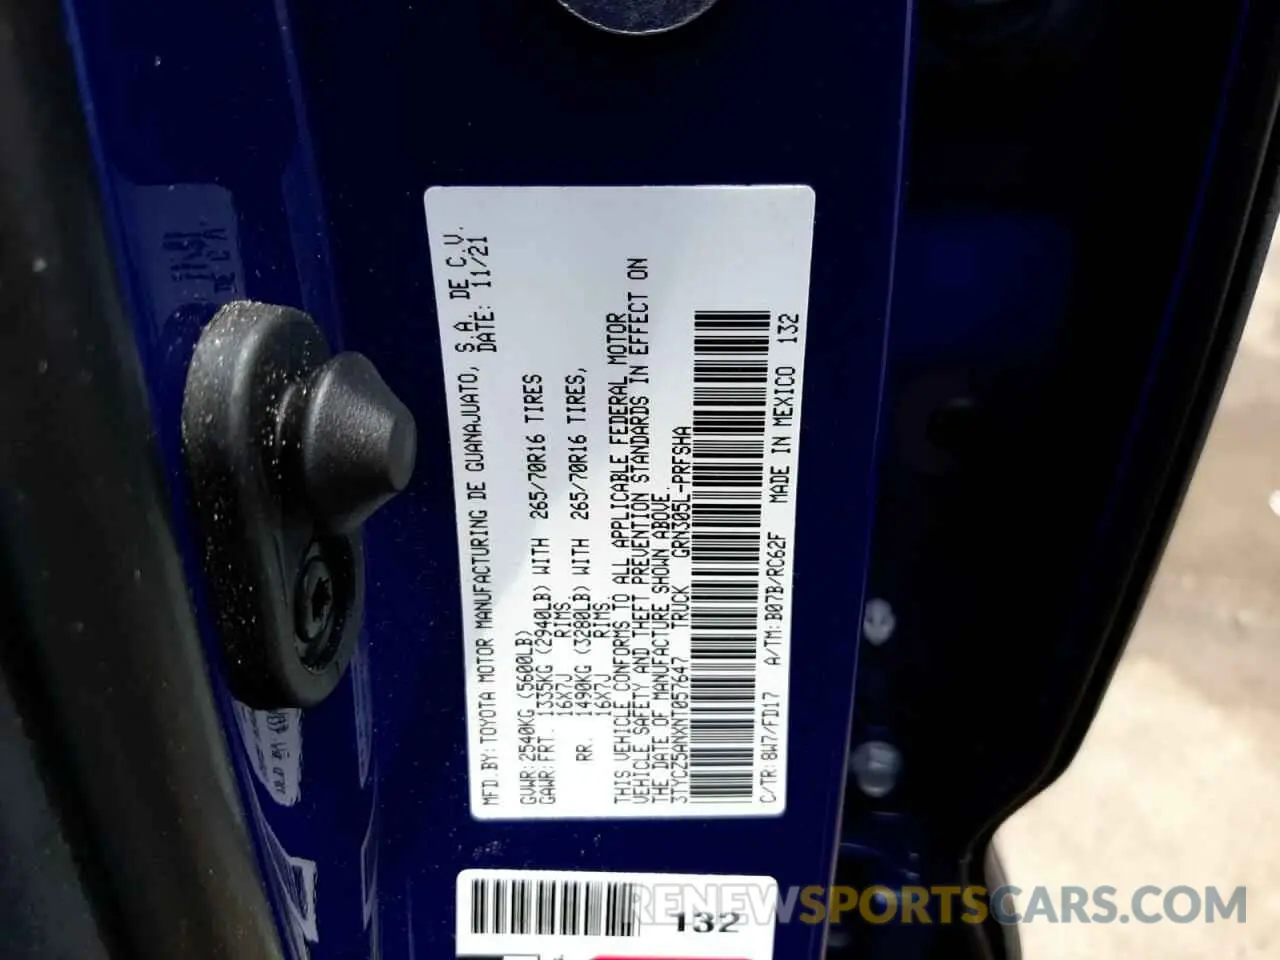 MFD.BY:TOYOTA MOTOR MANUFACTURING DE GUANAJUATO, S.A. DE C.V.
DATE: 11/21
GVWR:2540KG (5600LB)
GAWR:FRT. 1335KG (2940LB) WITH 265/70R16 TIRES
16X7J RIMS.
RR. 1490KG (3280LB) WITH 265/70R16 TIRES,
16X7J RIMS.
THIS VEHICLE CONFORMS TO ALL APPLICABLE FEDERAL MOTOR
VEHICLE SAFETY AND THEFT PREVENTION STANDARDS IN EFFECT ON
THE DATE OF MANUFACTURE SHOWN ABOVE.
3TYCZ5ANXNT057647 TRUCK GRN305L-PRFSHA
C/TR:8W7/FD17 A/TM:B07B/RC62F MADE IN MEXICO 132
132
RENEWSPORTSCARS.COM